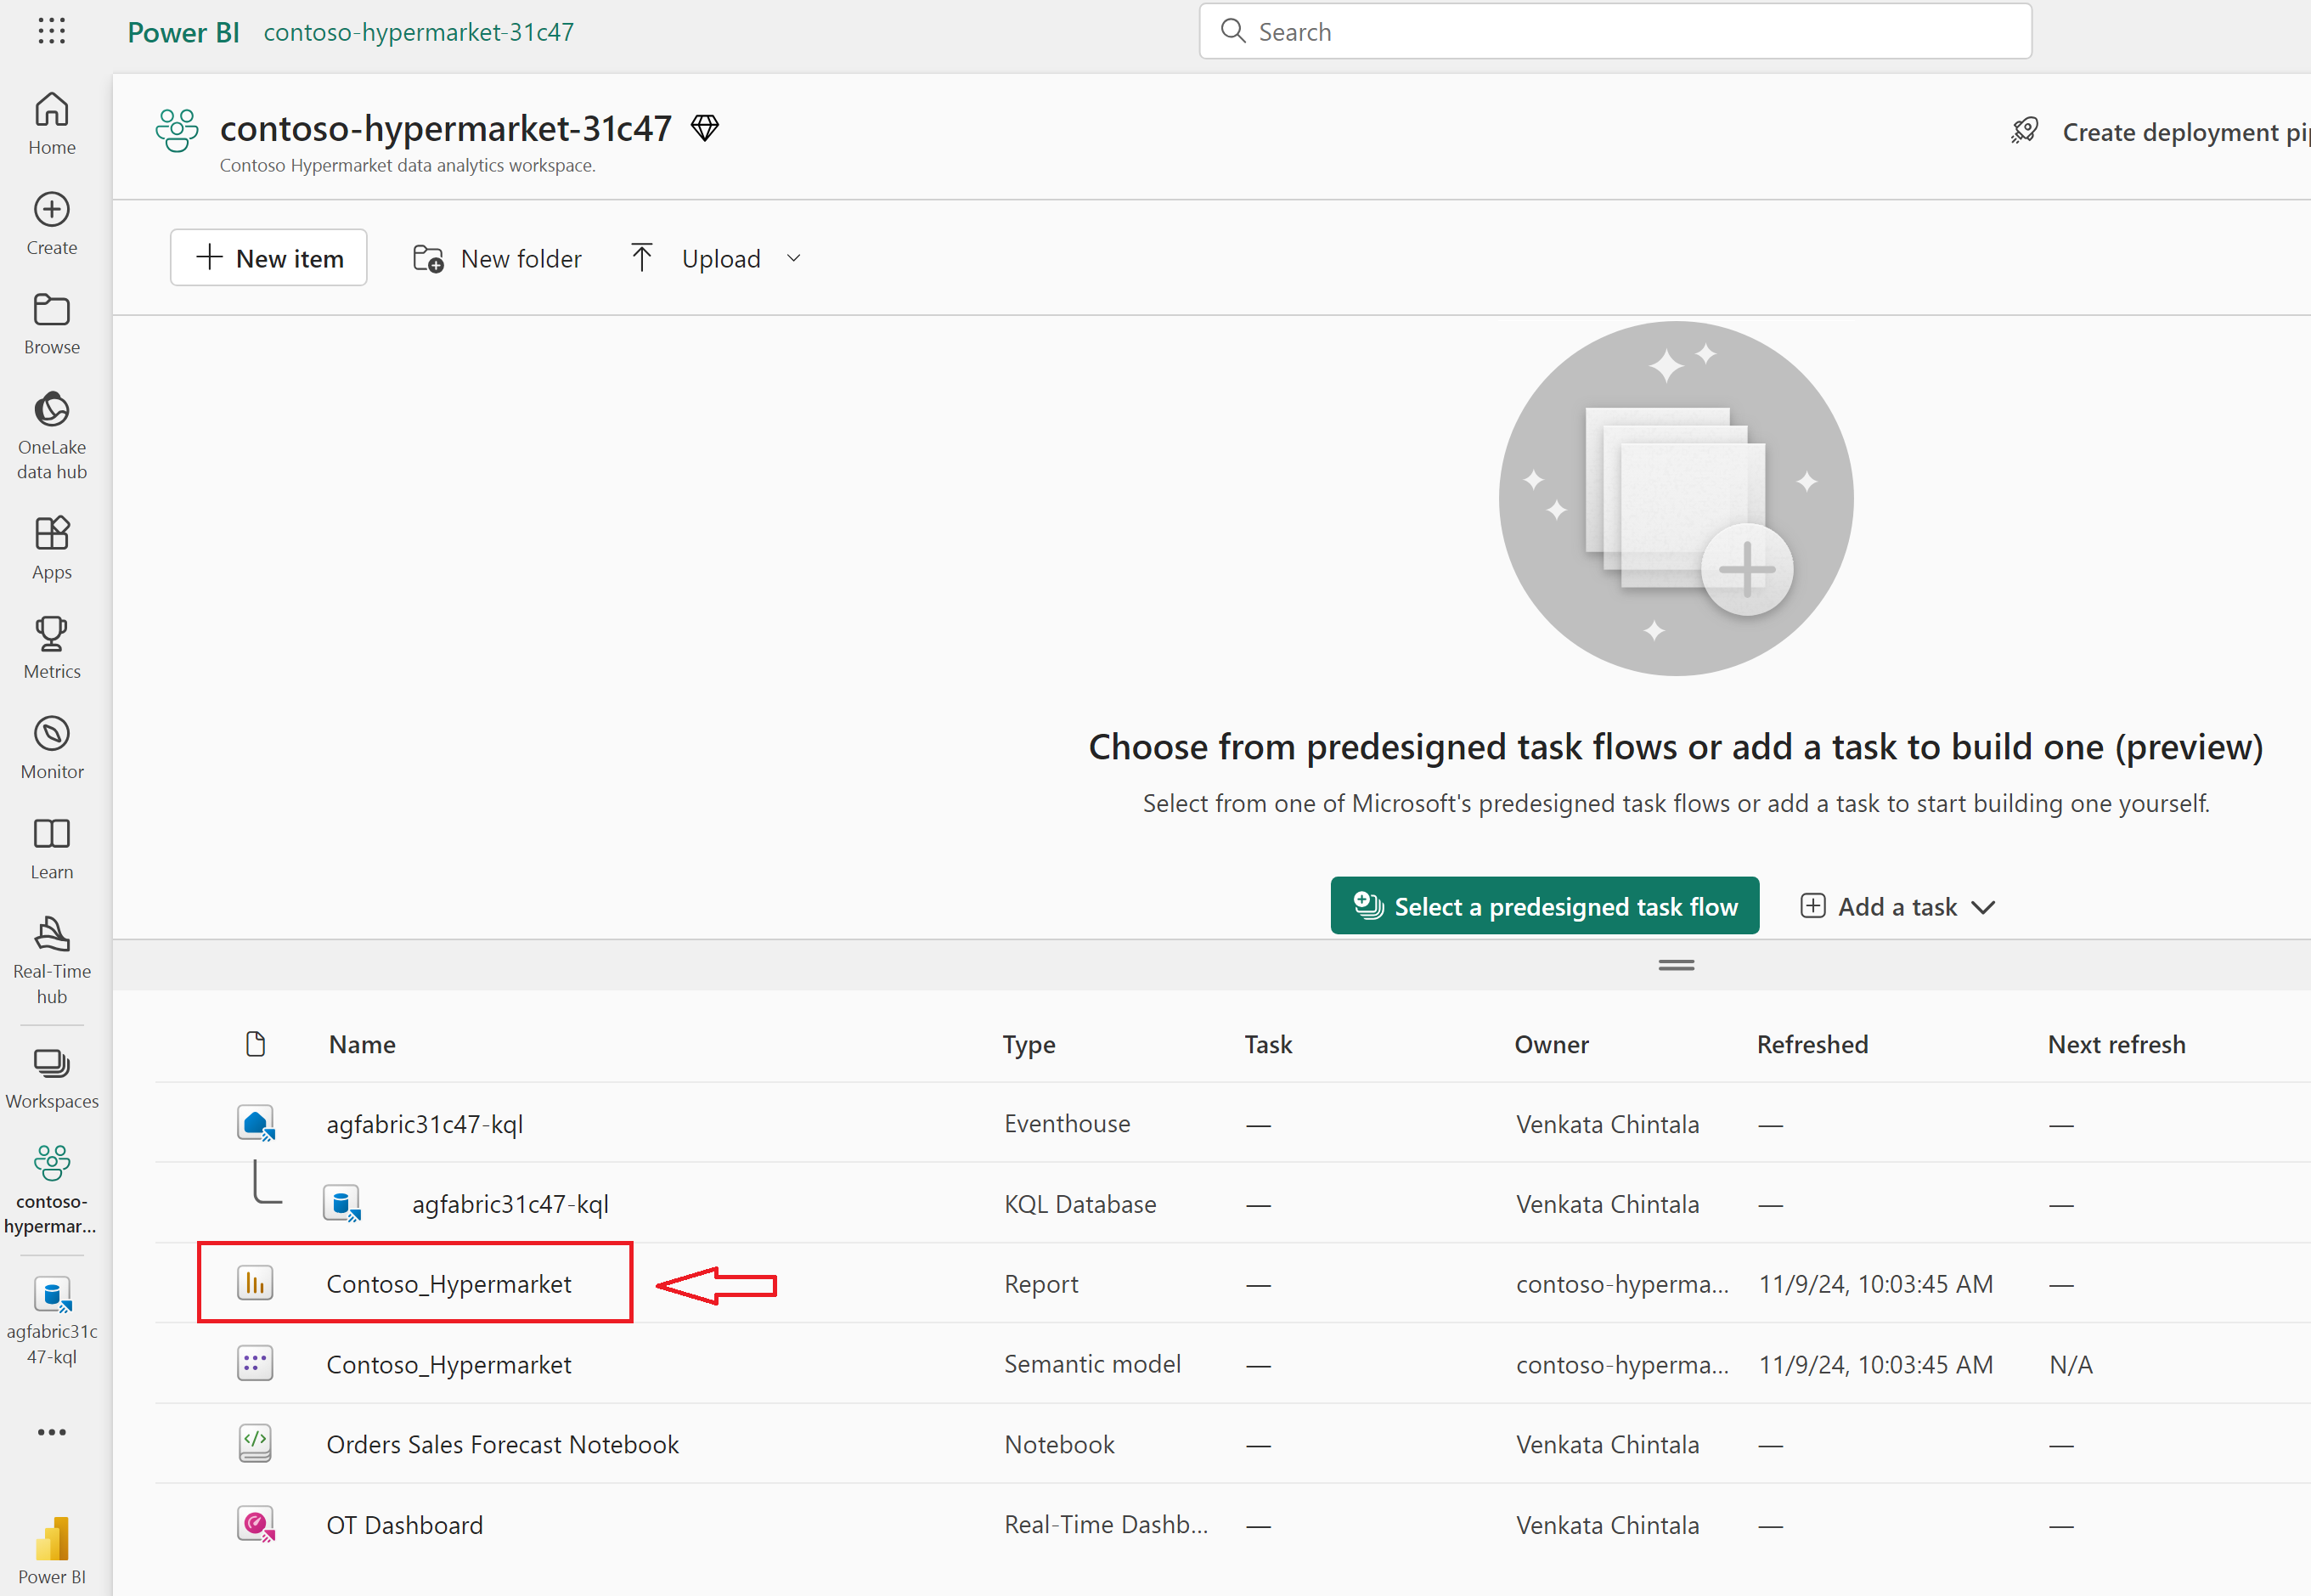 Power BI contoso-hypermarket-31c47 Search
Home
Create
Browse
OneLake
data hub
Apps
Metrics
Monitor
Learn
Real-Time
hub
Workspaces
contoso-
hypermar...
agfabric31c
47-kql
Power BI
contoso-hypermarket-31c47
Contoso Hypermarket data analytics workspace.
Create deployment pip
New item New folder Upload
Choose from predesigned task flows or add a task to build one (preview)
Select from one of Microsoft's predesigned task flows or add a task to start building one yourself.
Select a predesigned task flow Add a task
Name Type Task Owner Refreshed Next refresh
agfabric31c47-kql Eventhouse — Venkata Chintala — —
agfabric31c47-kql KQL Database — Venkata Chintala — —
Contoso_Hypermarket Report — contoso-hyperma... 11/9/24, 10:03:45 AM —
Contoso_Hypermarket Semantic model — contoso-hyperma... 11/9/24, 10:03:45 AM N/A
Orders Sales Forecast Notebook Notebook — Venkata Chintala — —
OT Dashboard Real-Time Dashb... — Venkata Chintala — —